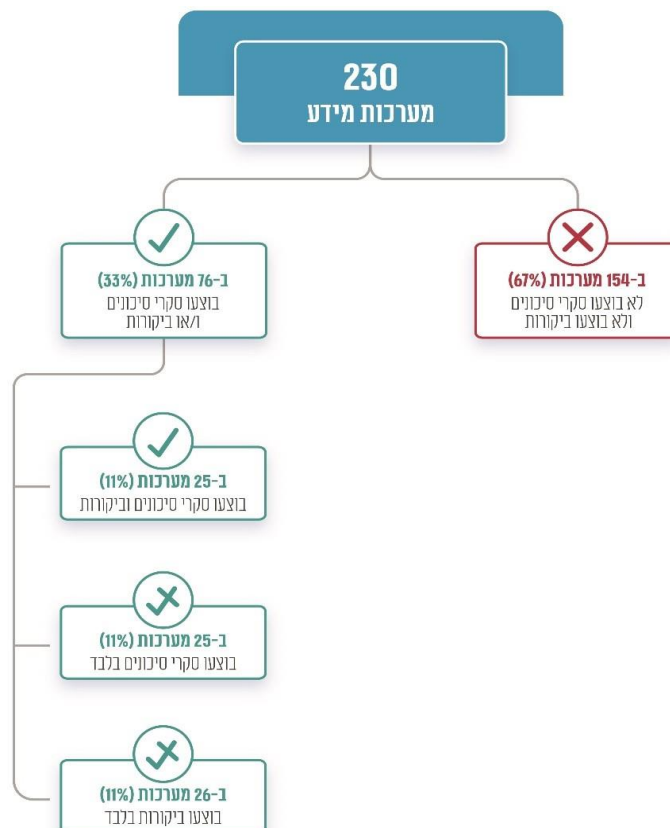 230
מערכות מידע
ב-154 מערכות (67%)
לא בוצעו סקרי סיכונים
ולא בוצעו ביקורות
ב-76 מערכות (33%)
בוצעו סקרי סיכונים
ו/או ביקורות
ב-25 מערכות (11%)
בוצעו סקרי סיכונים וביקורות
ב-25 מערכות (11%)
בוצעו סקרי סיכונים בלבד
ב-26 מערכות (11%)
בוצעו ביקורות בלבד